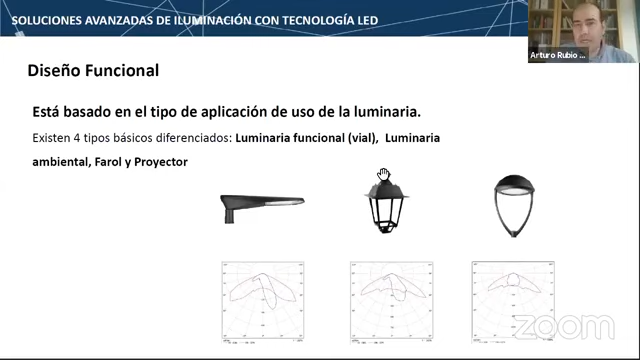 SOLUCIONES AVANZADAS DE ILUMINACIÓN CON TECNOLOGÍA LED
Arturo Rubio ...
Diseño Funcional
Está basado en el tipo de aplicación de uso de la luminaria.
Existen 4 tipos básicos diferenciados: Luminaria funcional (vial), Luminaria
ambiental, Farol y Proyector
zoom